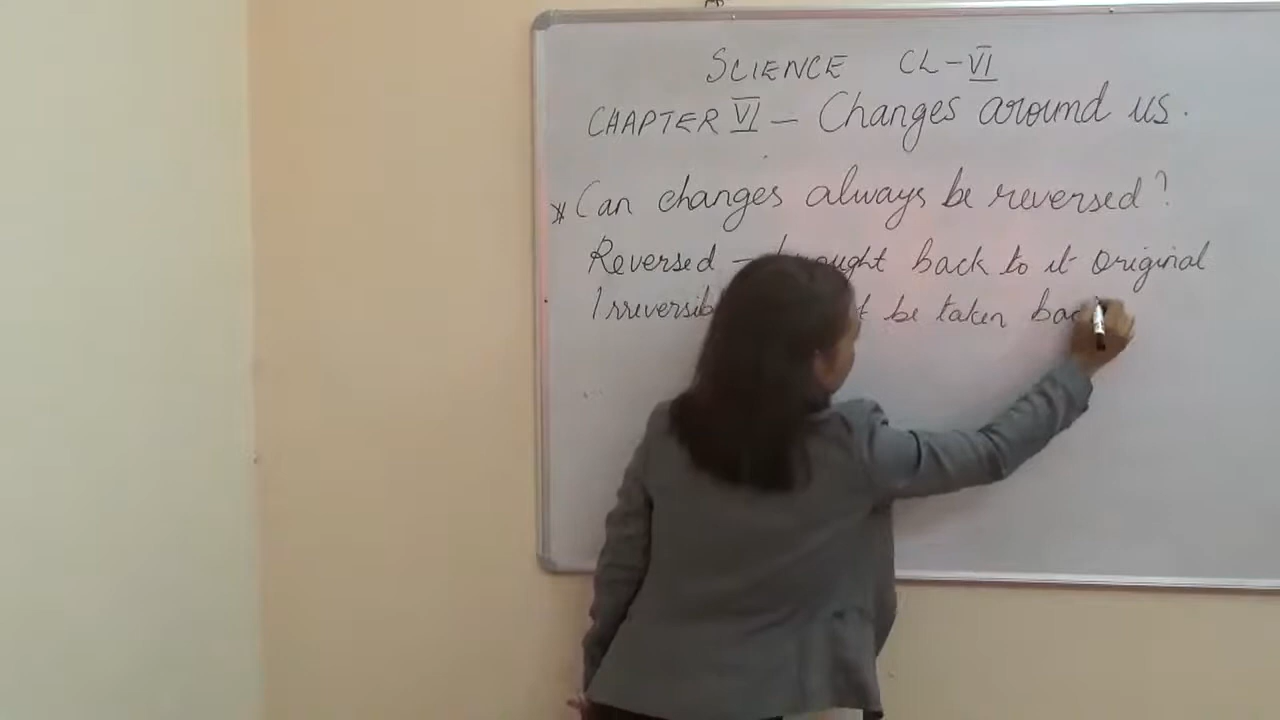 SCIENCE CL-VI
CHAPTER VI - Changes around us.
* Can changes always be reversed?
Reversed - brought back to it original
be taken